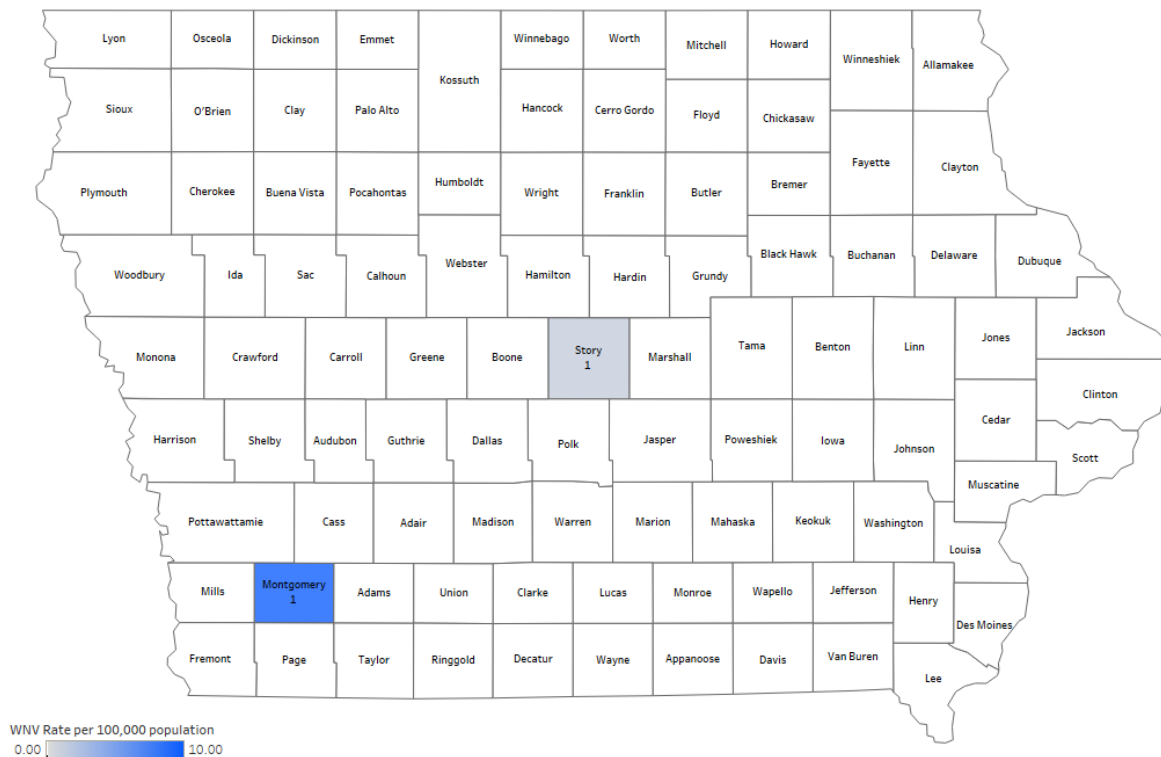 Lyon
Osceola
Dickinson
Emmet
Kossuth
Winnebago
Worth
Mitchell
Howard
Winneshiek
Allamakee
Sioux
O'Brien
Clay
Palo Alto
Hancock
Cerro Gordo
Floyd
Chickasaw
Fayette
Clayton
Plymouth
Cherokee
Buena Vista
Pocahontas
Humboldt
Wright
Franklin
Butler
Bremer
Woodbury
Ida
Sac
Calhoun
Webster
Hamilton
Hardin
Grundy
Black Hawk
Buchanan
Delaware
Dubuque
Monona
Crawford
Carroll
Greene
Boone
Story
1
Marshall
Tama
Benton
Linn
Jones
Jackson
Clinton
Harrison
Shelby
Audubon
Guthrie
Dallas
Polk
Jasper
Poweshiek
Iowa
Johnson
Cedar
Scott
Muscatine
Pottawattamie
Cass
Adair
Madison
Warren
Marion
Mahaska
Keokuk
Washington
Louisa
Mills
Montgomery
1
Adams
Union
Clarke
Lucas
Monroe
Wapello
Jefferson
Henry
Des Moines
Fremont
Page
Taylor
Ringgold
Decatur
Wayne
Appanoose
Davis
Van Buren
Lee
WNV Rate per 100,000 population
0.00 10.00